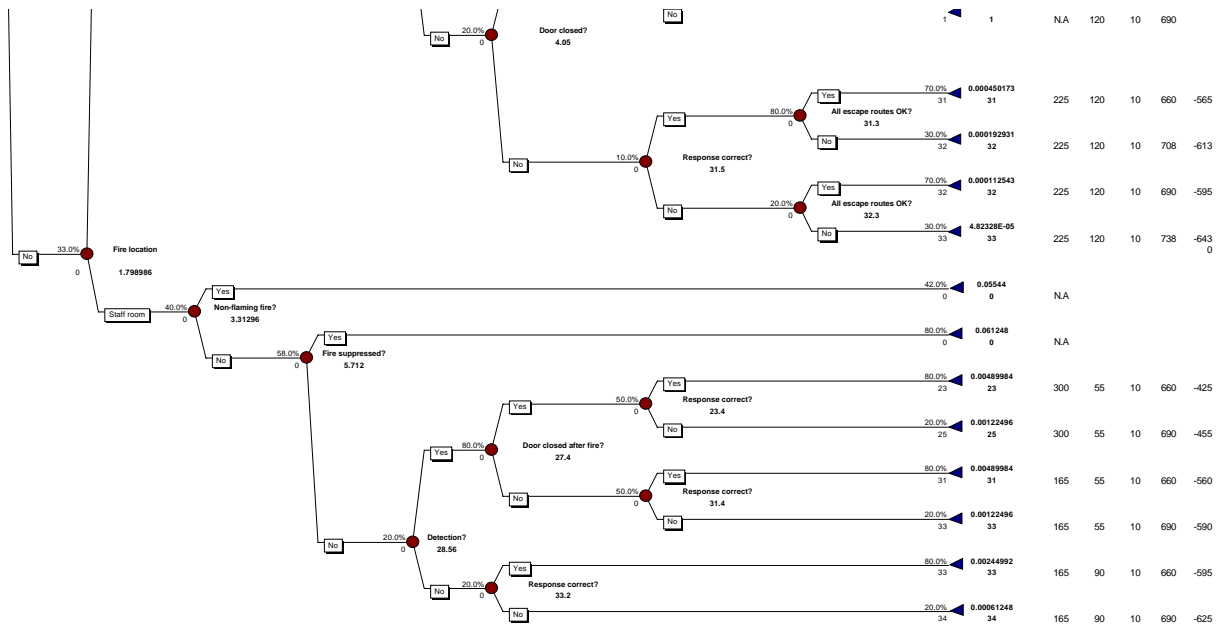 1 1 N.A 120 10 690
No 20.0% Door closed? No
0 4.05
Yes 70.0% 0.000450173
31 31 225 120 10 660 -565
Yes 80.0% All escape routes OK?
0 31.3
No 30.0% 0.000192931
32 32 225 120 10 708 -613
No 10.0% Response correct?
0 31.5
Yes 70.0% 0.000112543
32 32 225 120 10 690 -595
No 20.0% All escape routes OK?
0 32.3
No 30.0% 4.82328E-05
33 33 225 120 10 738 -643
0
No 33.0% Fire location
0 1.798986
Yes 42.0% 0.05544
0 0 N.A
Staff room 40.0% Non-flaming fire?
0 3.31296
Yes 80.0% 0.061248
0 0 N.A
No 58.0% Fire suppressed?
0 5.712
Yes 80.0% 0.00489984
23 23 300 55 10 660 -425
Yes 50.0% Response correct?
0 23.4
No 20.0% 0.00122496
25 25 300 55 10 690 -455
Yes 80.0% Door closed after fire?
0 27.4
Yes 80.0% 0.00489984
31 31 165 55 10 660 -560
No 50.0% Response correct?
0 31.4
No 20.0% 0.00122496
33 33 165 55 10 690 -590
No 20.0% Detection?
0 28.56
Yes 80.0% 0.00244992
33 33 165 90 10 660 -595
No 20.0% Response correct?
0 33.2
No 20.0% 0.00061248
34 34 165 90 10 690 -625